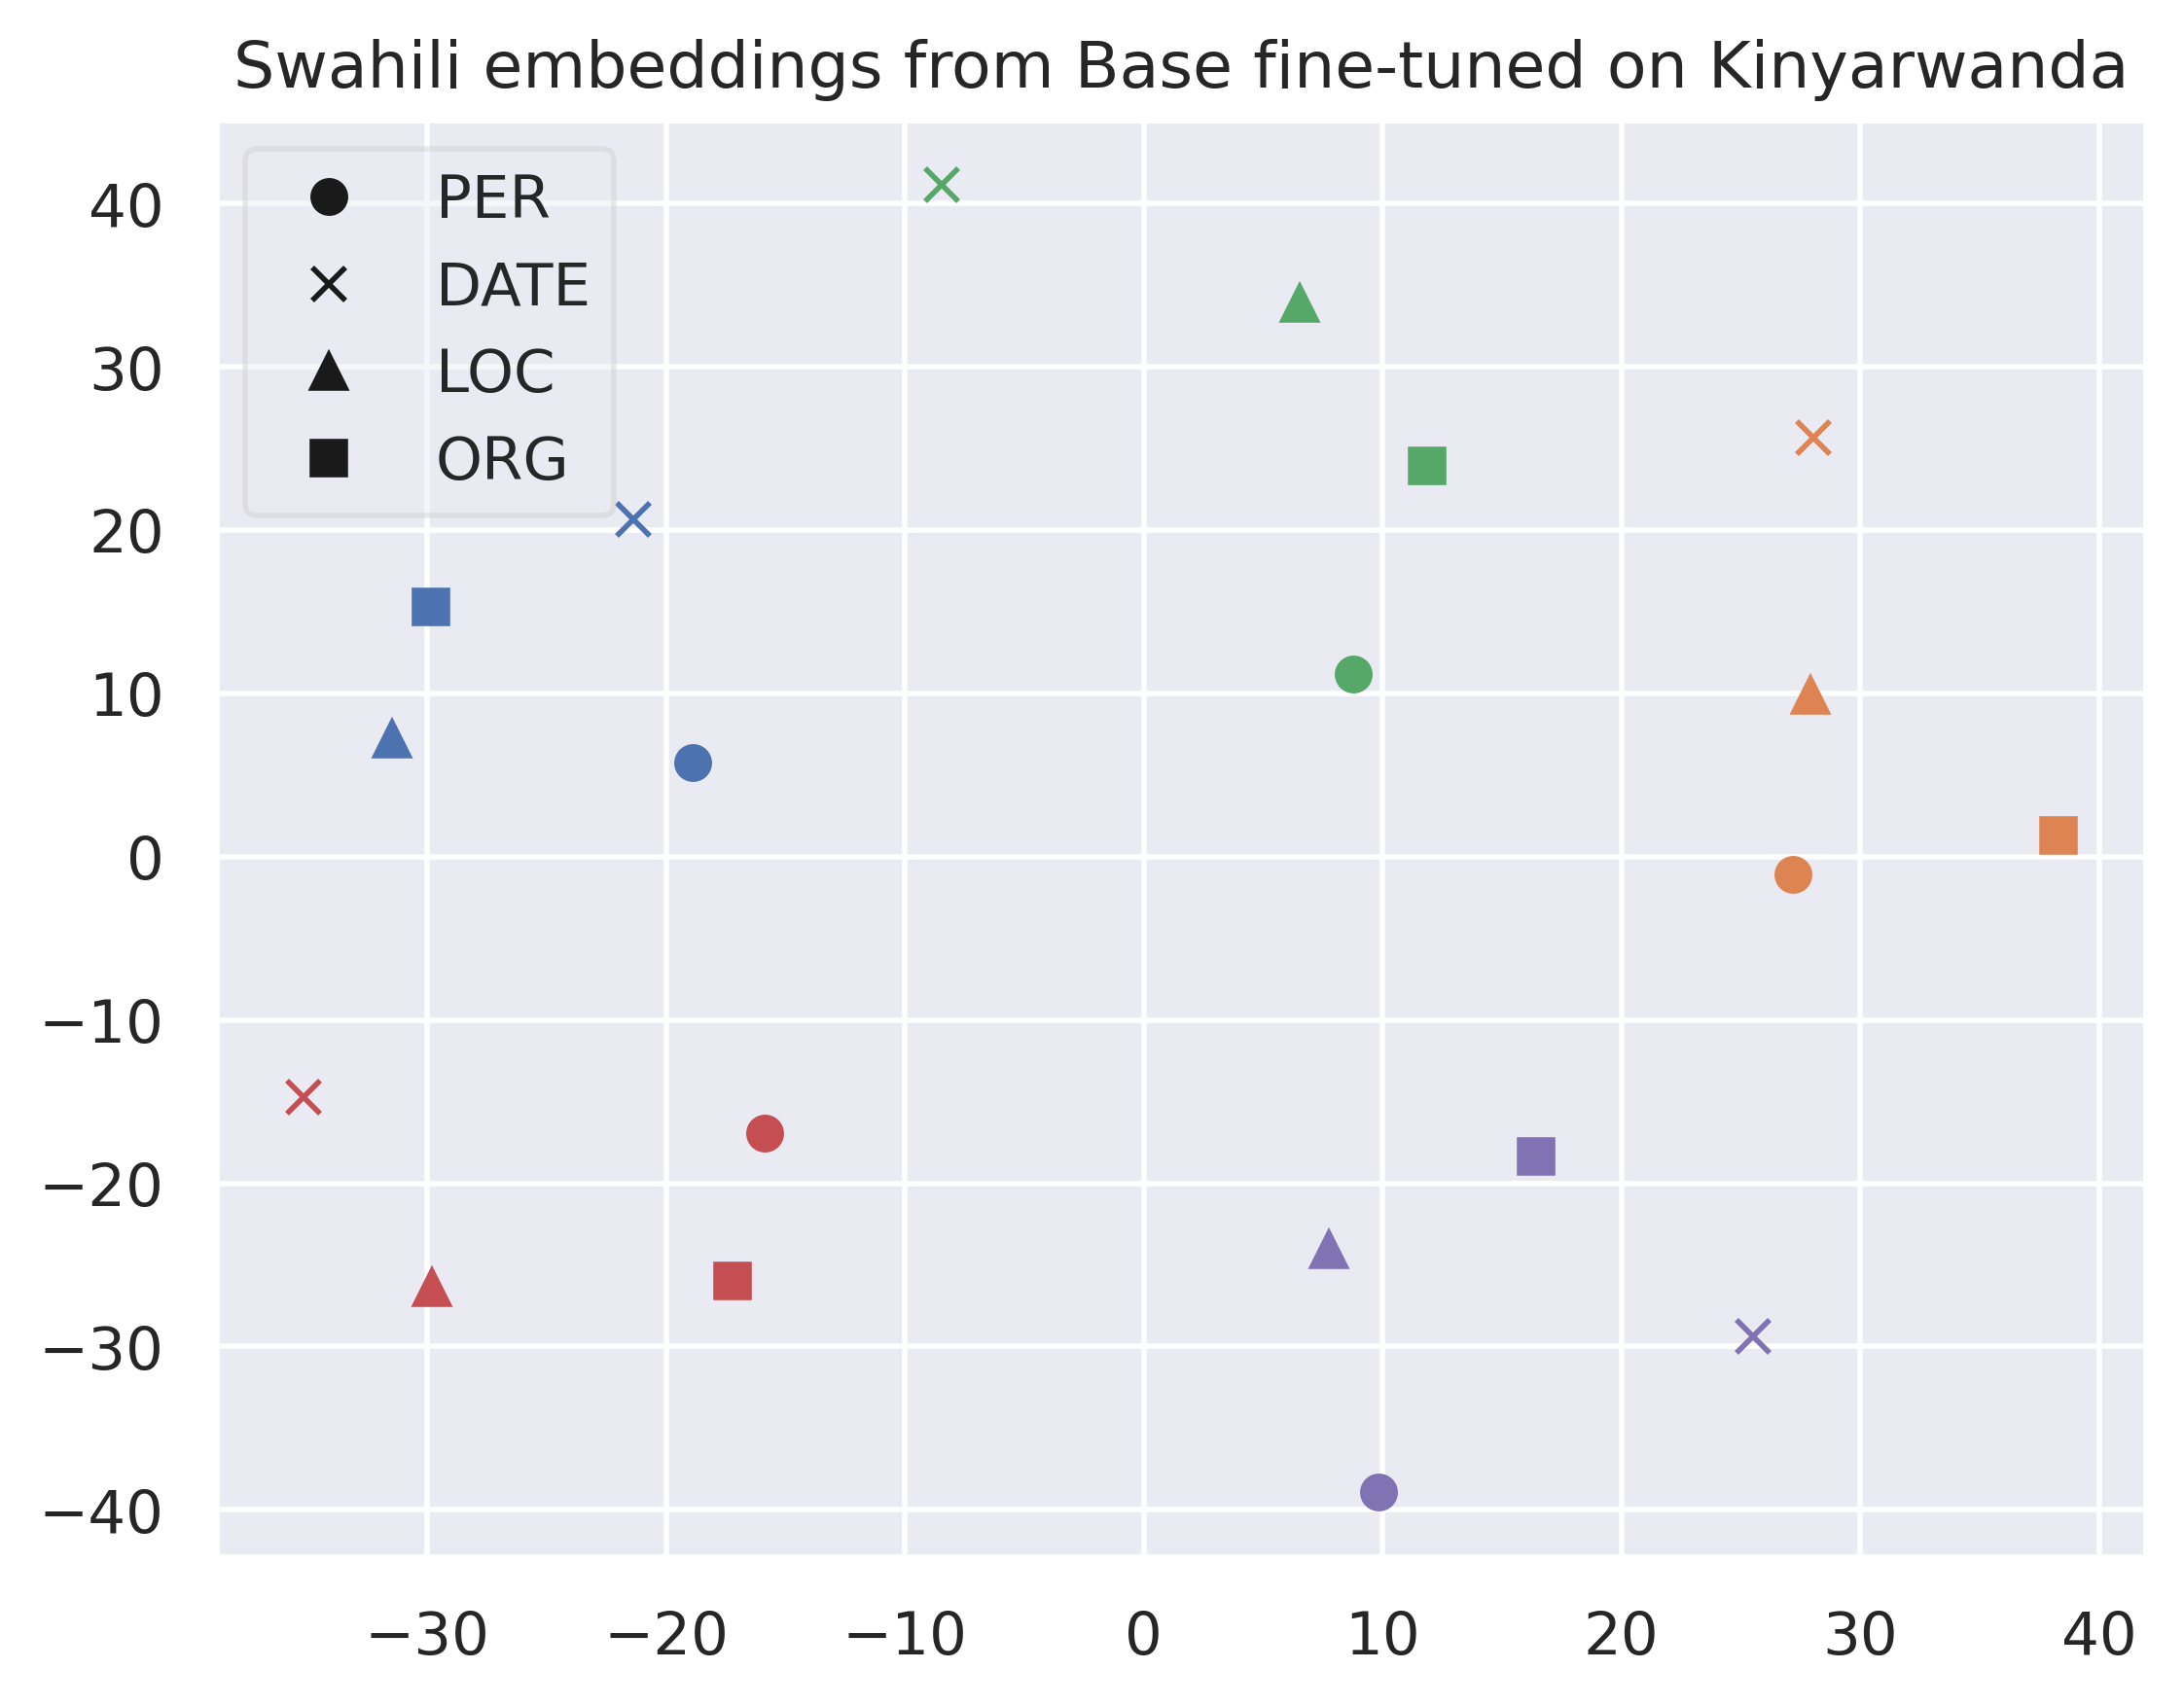 Swahili embeddings from Base fine-tuned on Kinyarwanda
PER
DATE
LOC
ORG
40
30
20
10
0
−10
−20
−30
−40
−30 −20 −10 0 10 20 30 40